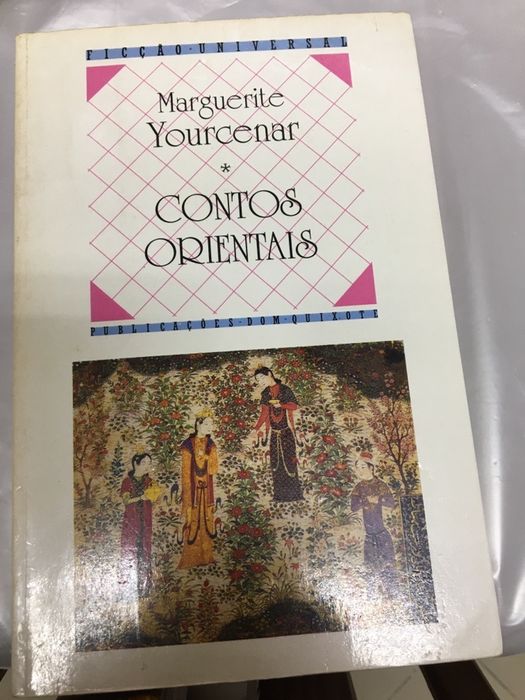 FICÇÃO·UNIVERSAL
Marguerite
Yourcenar
*
CONTOS
ORIENTAIS
PUBLICAÇÕES·DOM·QUIXOTE